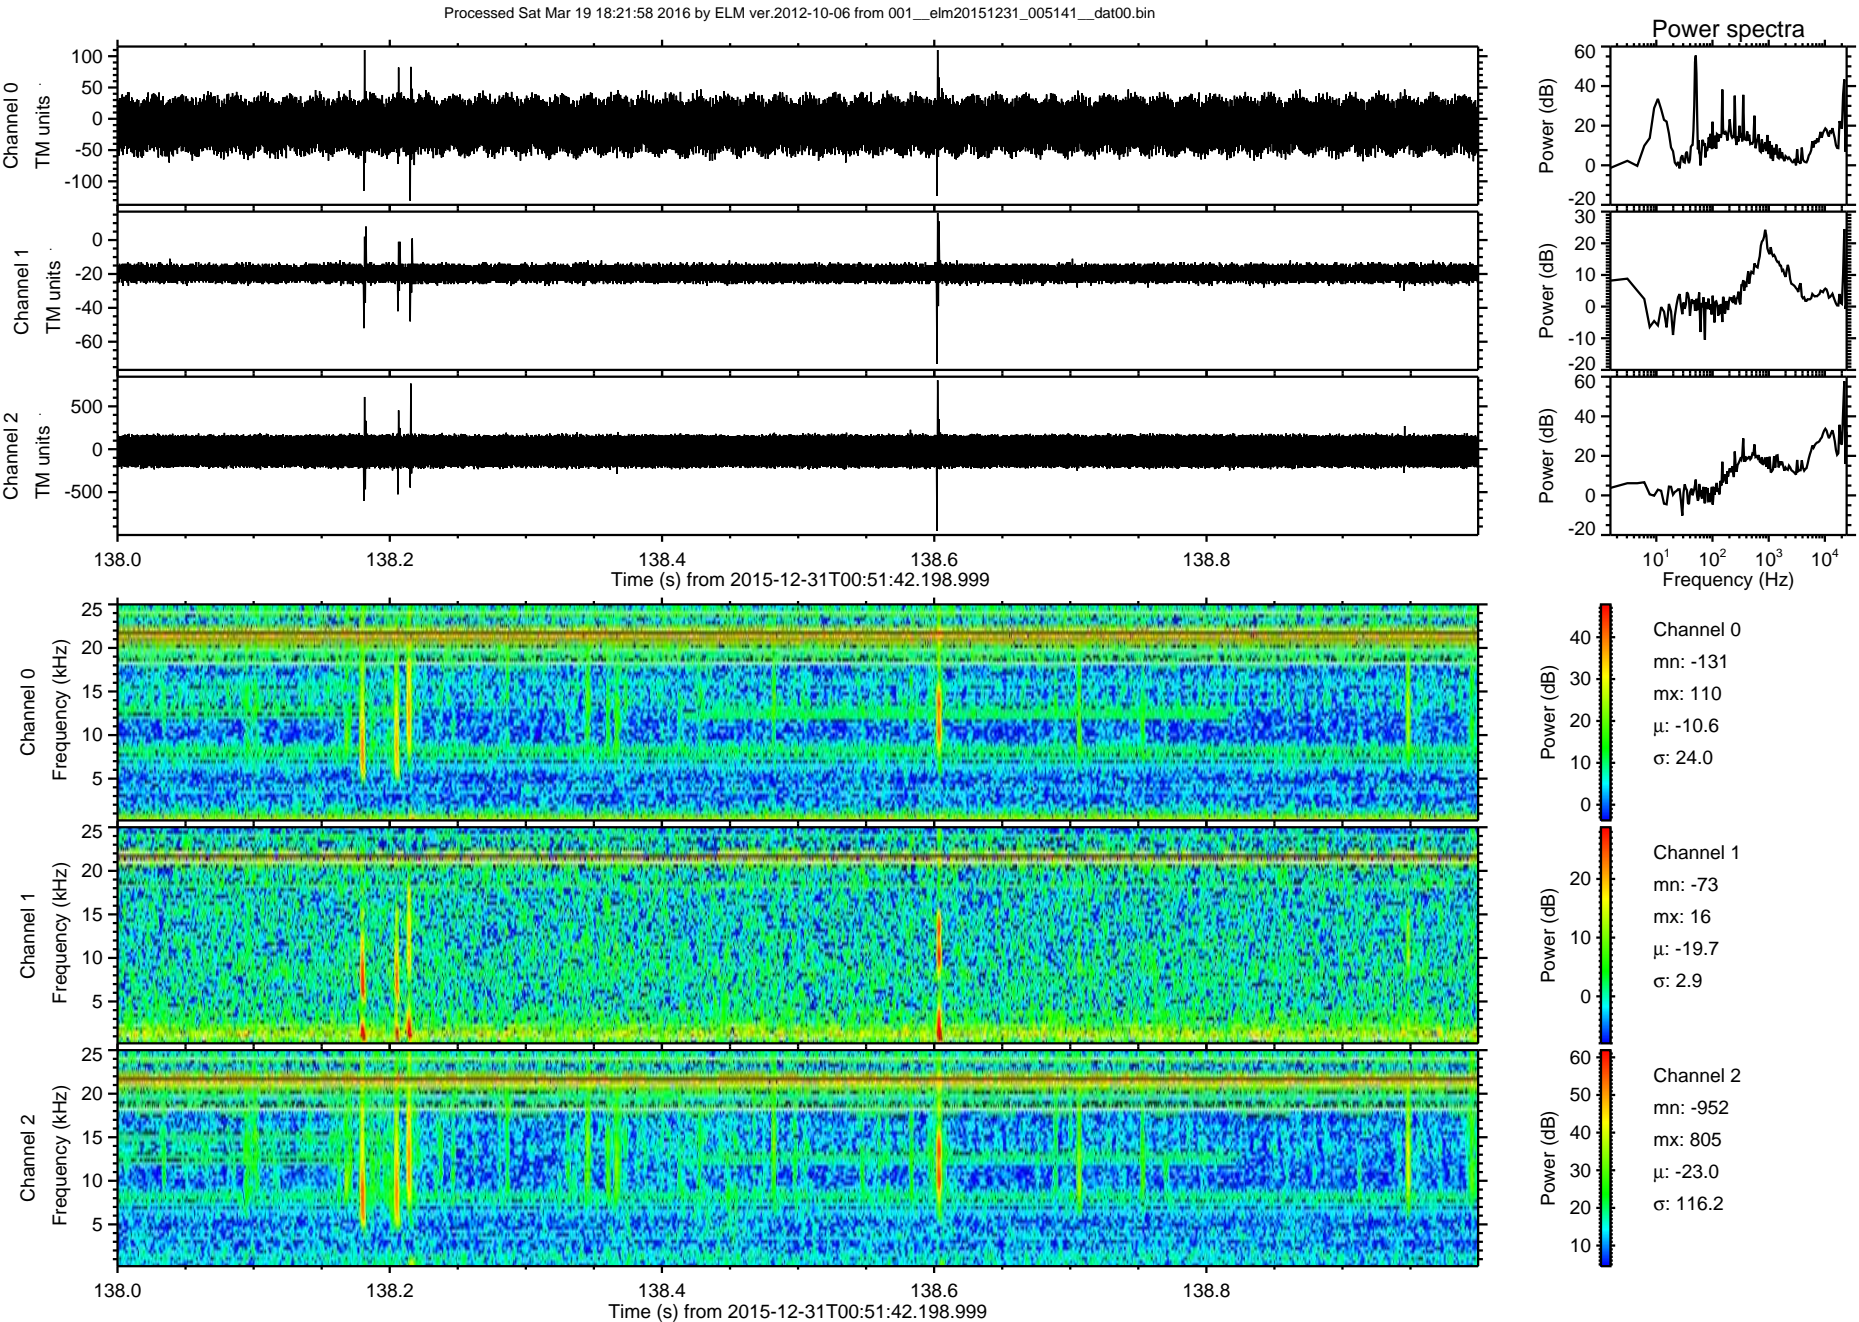 Processed Sat Mar 19 18:21:58 2016 by ELM ver.2012-10-06 from 001__elm20151231_005141__dat00.bin
Power spectra
Channel 0
TM units
100
50
0
-50
-100
Power (dB)
60
40
20
0
-20
Channel 1
TM units
0
-20
-40
-60
Power (dB)
30
20
10
0
-10
-20
Channel 2
TM units
500
0
-500
Power (dB)
60
40
20
0
-20
138.0 138.2 138.4 138.6 138.8
Time (s) from 2015-12-31T00:51:42.198.999
10¹ 10² 10³ 10⁴
Frequency (Hz)
Channel 0
Frequency (kHz)
25
20
15
10
5
Power (dB)
40
30
20
10
0
Channel 0
mn: -131
mx: 110
μ: -10.6
σ: 24.0
Channel 1
Frequency (kHz)
25
20
15
10
5
Power (dB)
20
10
0
Channel 1
mn: -73
mx: 16
μ: -19.7
σ: 2.9
Channel 2
Frequency (kHz)
25
20
15
10
5
Power (dB)
60
50
40
30
20
10
Channel 2
mn: -952
mx: 805
μ: -23.0
σ: 116.2
138.0 138.2 138.4 138.6 138.8
Time (s) from 2015-12-31T00:51:42.198.999